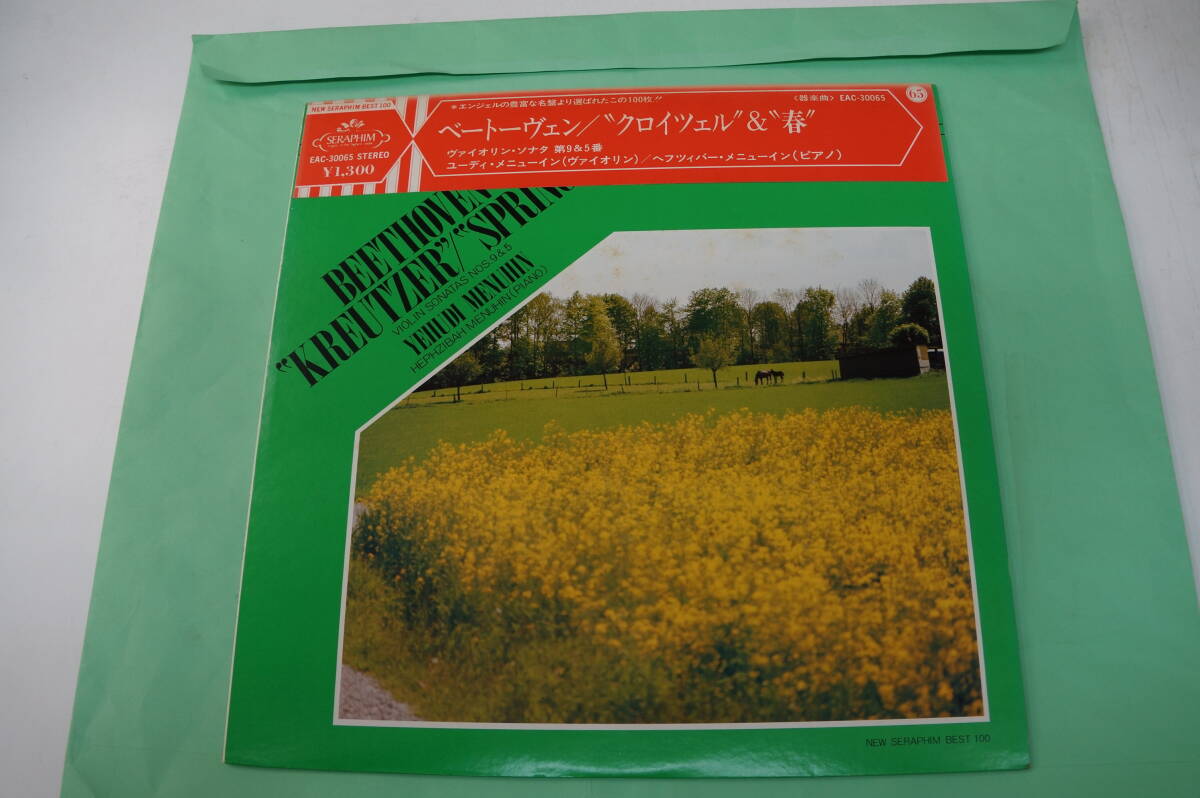 NEW SERAPHIM BEST 100
SERAPHIM
EAC-30065 STEREO
¥1,300
＊エンジェルの豊富な名盤より選ばれたこの100枚!!
〈器楽曲〉 EAC-30065
65
ベートーヴェン／“クロイツェル”&“春”
ヴァイオリン・ソナタ 第9&5番
ユーディ・メニューイン(ヴァイオリン)／ヘフツィバー・メニューイン(ピアノ)
BEETHOVEN
“KREUTZER”/“SPRING
VIOLIN SONATAS NOS.9&5
YEHUDI MENUHIN
HEPHZIBAH MENUHIN(PIANO)
NEW SERAPHIM BEST 100